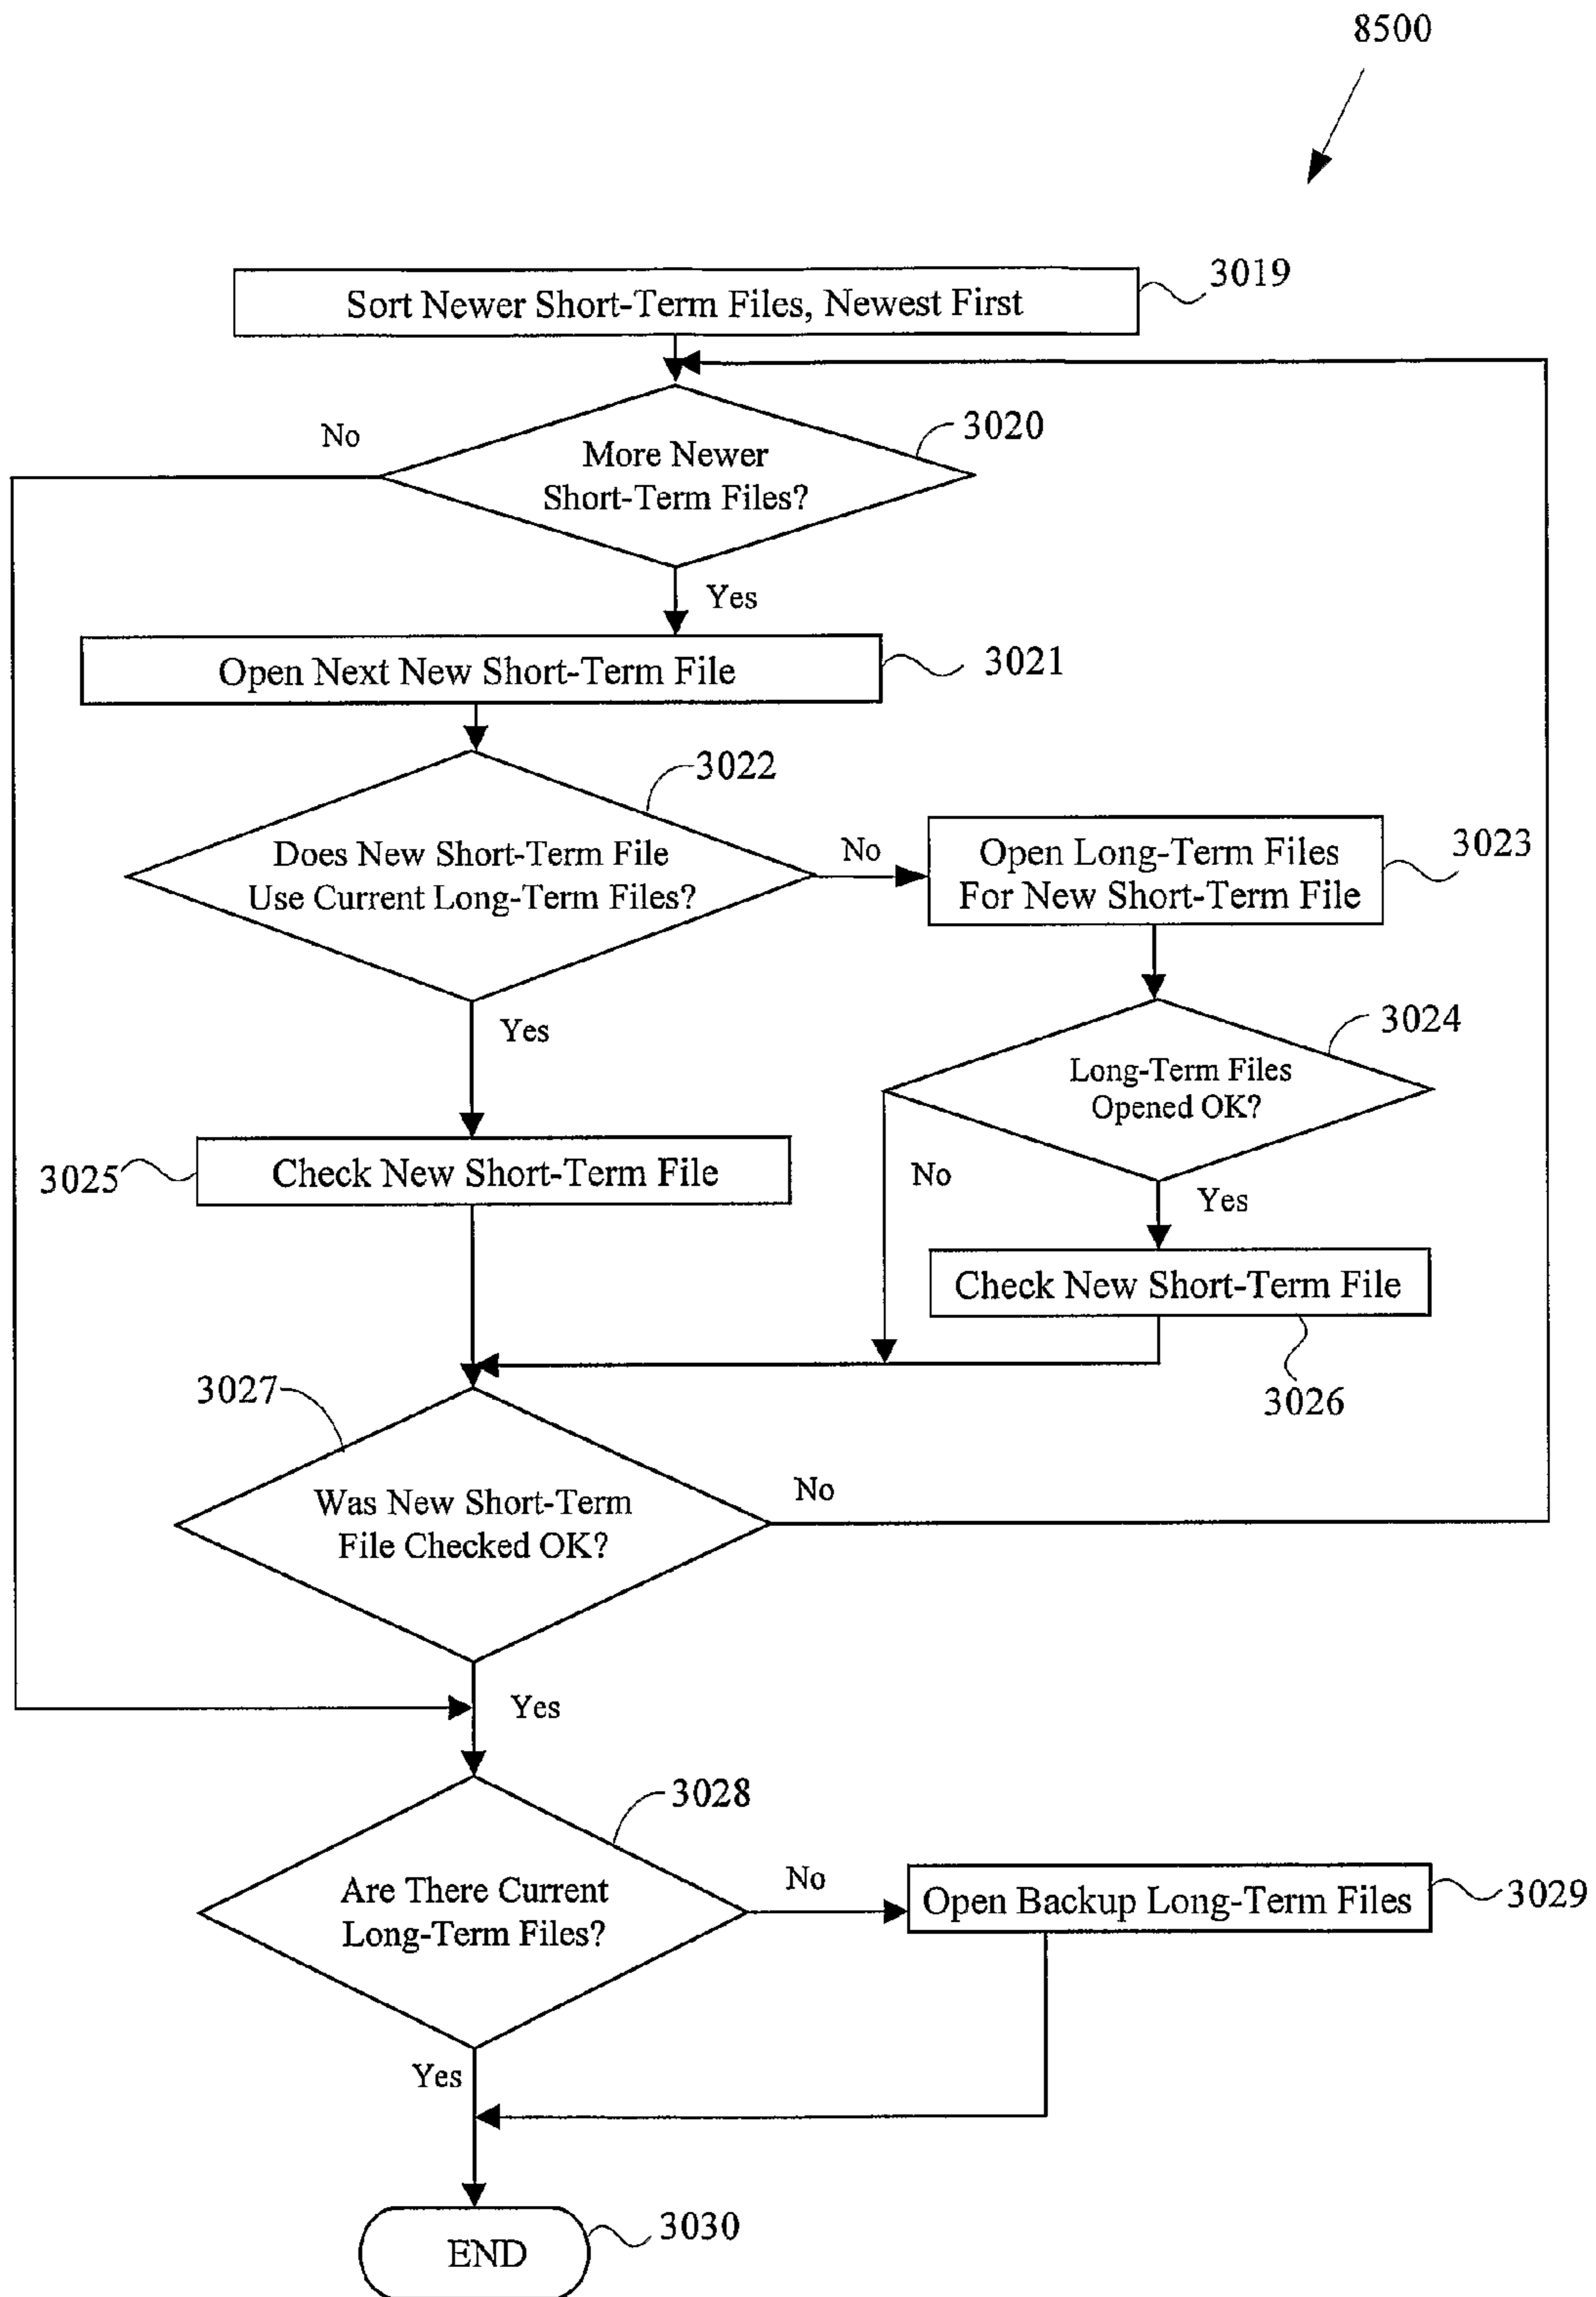 8500
Sort Newer Short-Term Files, Newest First
3019
No
3020
More Newer
Short-Term Files?
Yes
Open Next New Short-Term File
3021
3022
Does New Short-Term File
Use Current Long-Term Files?
No
Open Long-Term Files
For New Short-Term File
3023
Yes
3024
Long-Term Files
Opened OK?
3025
Check New Short-Term File
No
Yes
Check New Short-Term File
3026
3027
Was New Short-Term
File Checked OK?
No
Yes
3028
Are There Current
Long-Term Files?
No
Open Backup Long-Term Files
3029
Yes
END
3030